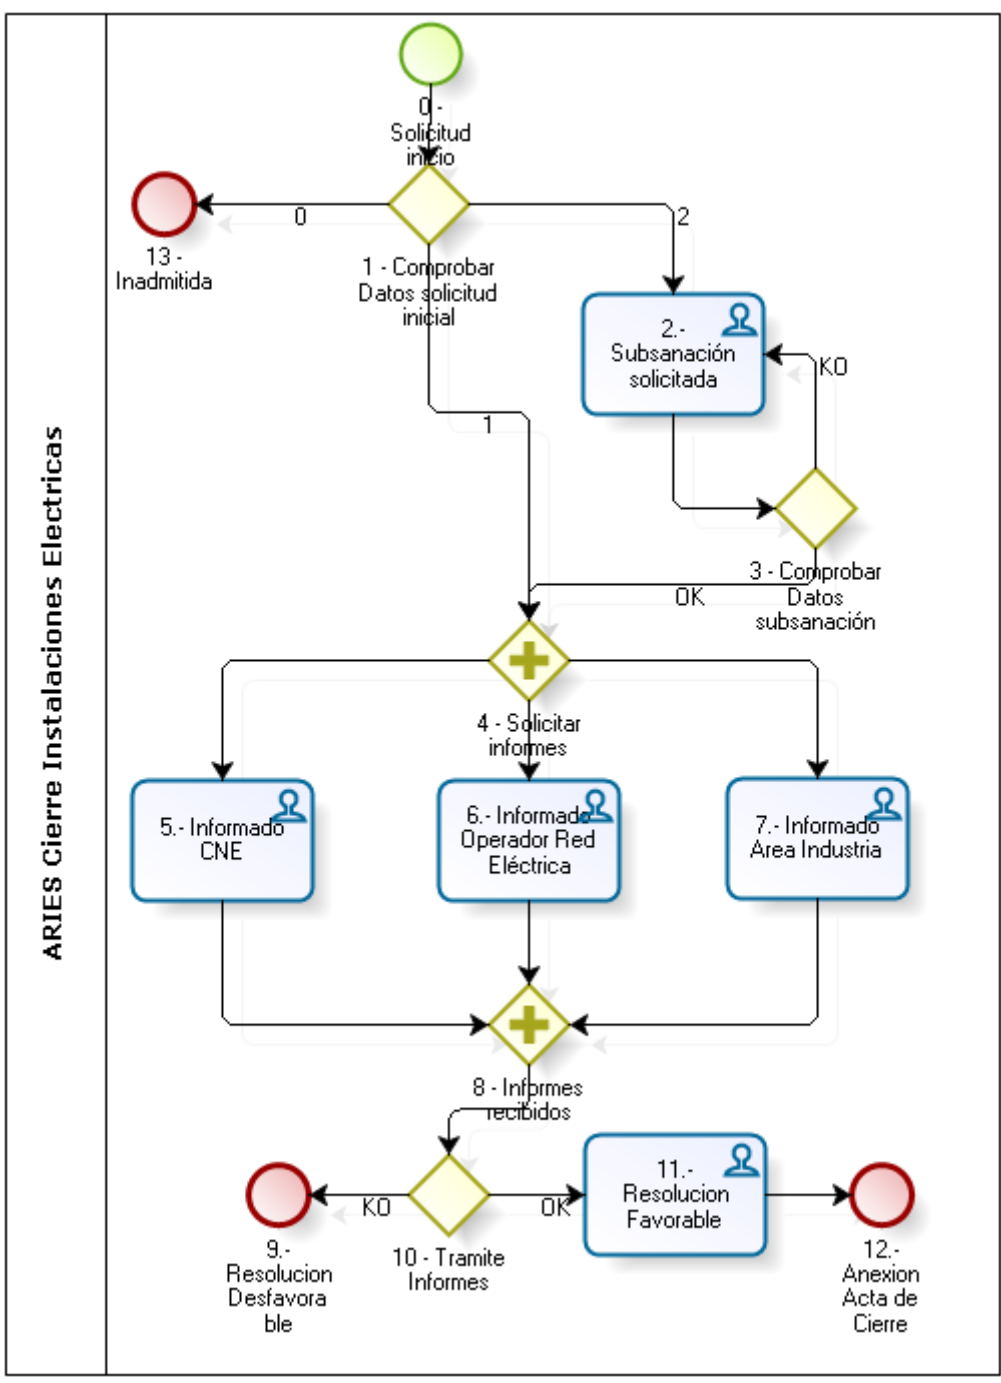 ARIES Cierre Instalaciones Electricas
0 -
Solicitud
inicio
0
2
13 -
Inadmitida
1 - Comprobar
Datos solicitud
inicial
2.-
Subsanación
solicitada
KO
1
3 - Comprobar
Datos
subsanación
OK
4 - Solicitar
informes
5.- Informado
CNE
6.- Informado
Operador Red
Eléctrica
7.- Informado
Area Industria
8 - Informes
recibidos
KO
OK
11.-
Resolucion
Favorable
9.-
Resolucion
Desfavora
ble
10 - Tramite
Informes
12.-
Anexion
Acta de
Cierre